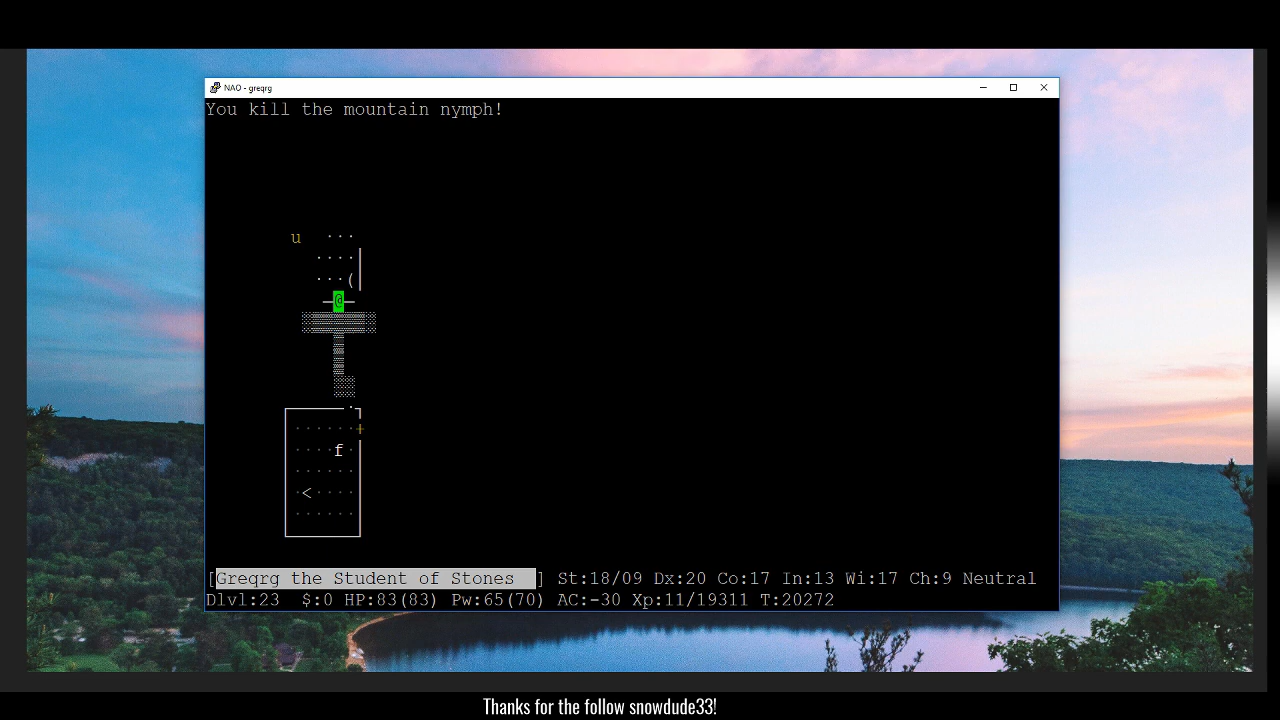 NAO - greqrg
You kill the mountain nymph!
u ...
....|
...(|
—@—
......+
....f.
......
.<....
......
[Greqrg the Student of Stones ] St:18/09 Dx:20 Co:17 In:13 Wi:17 Ch:9 Neutral
Dlvl:23 $:0 HP:83(83) Pw:65(70) AC:-30 Xp:11/19311 T:20272
Thanks for the follow snowdude33!